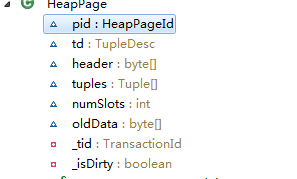 HeapPage
pid : HeapPageId
td : TupleDesc
header : byte[]
tuples : Tuple[]
numSlots : int
oldData : byte[]
_tid : TransactionId
_isDirty : boolean